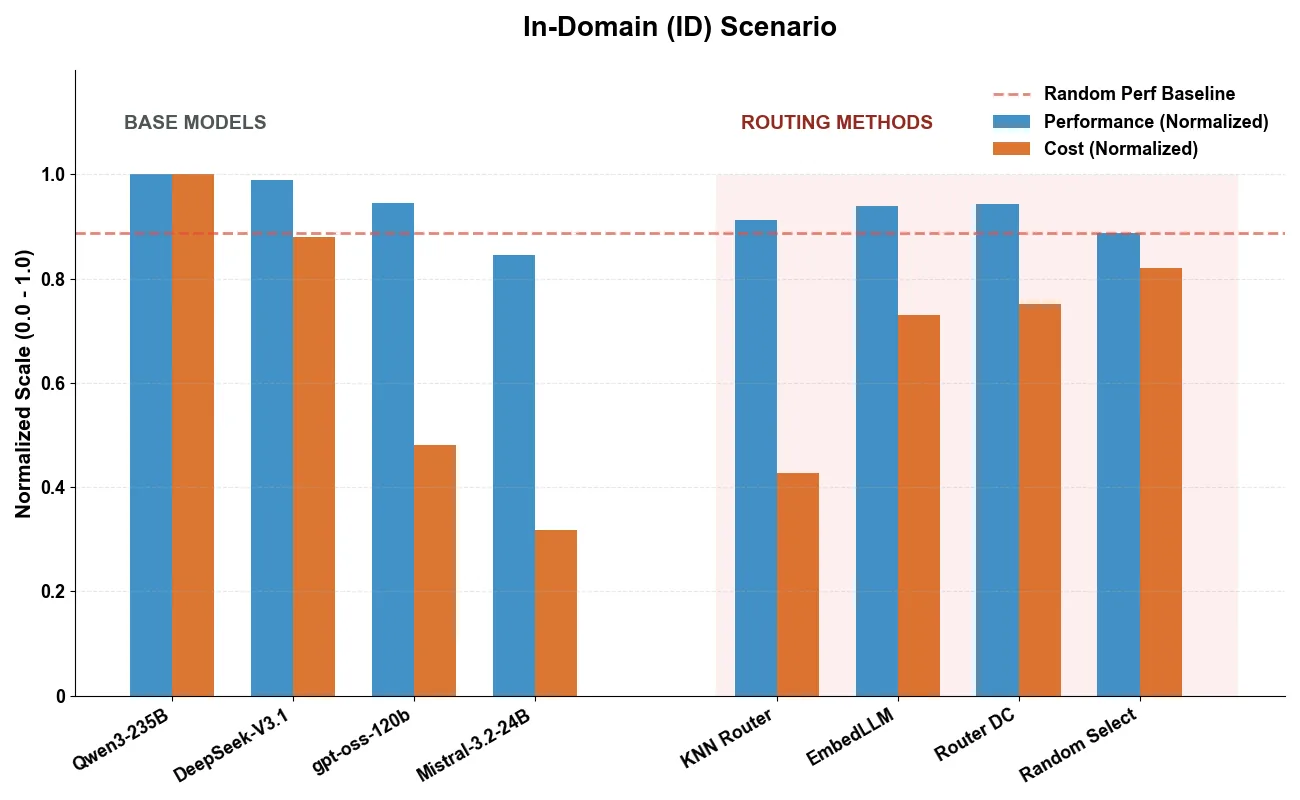 In-Domain (ID) Scenario
BASE MODELS
ROUTING METHODS
Random Perf Baseline
Performance (Normalized)
Cost (Normalized)
Normalized Scale (0.0 - 1.0)
1.0
0.8
0.6
0.4
0.2
0
Qwen3-235B
DeepSeek-V3.1
gpt-oss-120b
Mistral-3.2-24B
KNN Router
EmbedLLM
Router DC
Random Select